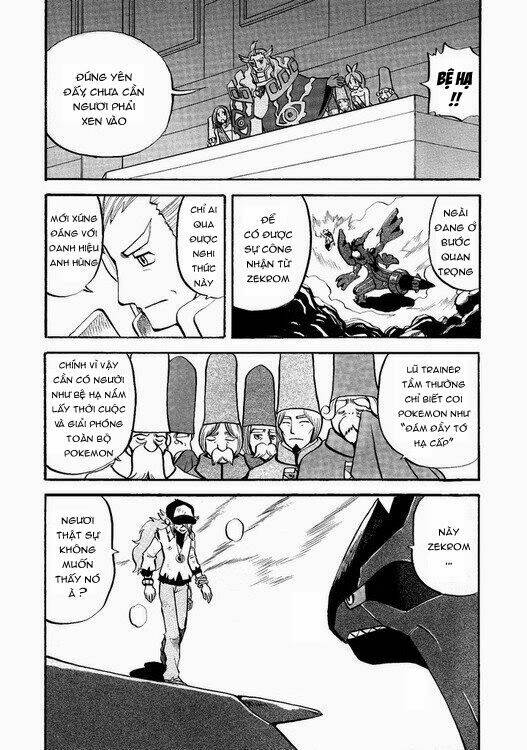 BỆ HẠ
!!
ĐỨNG YÊN
ĐẤY CHƯA CẦN
NGƯƠI PHẢI
XEN VÀO
NGÀI
ĐANG Ở
BƯỚC
QUAN
TRỌNG
ĐỂ
CÓ ĐƯỢC
SỰ CÔNG
NHẬN TỪ
ZEKROM
CHỈ AI
QUA ĐƯỢC
NGHI
THỨC
NÀY
MỚI XỨNG
ĐÁNG VỚI
DANH HIỆU
ANH HÙNG
LŨ TRAINER
TẦM THƯỜNG
CHỈ BIẾT COI
POKEMON NHƯ
"ĐÁM ĐẦY TỚ
HẠ CẤP"
CHÍNH VÌ VẬY
CẦN CÓ NGƯỜI
NHƯ BỆ HẠ NẮM
LẤY THỜI CUỘC
VÀ GIẢI PHÓNG
TOÀN BỘ
POKEMON
NÀY
ZEKROM
...
NGƯƠI
THẬT SỰ
KHÔNG
MUỐN
THẤY NÓ
À ?